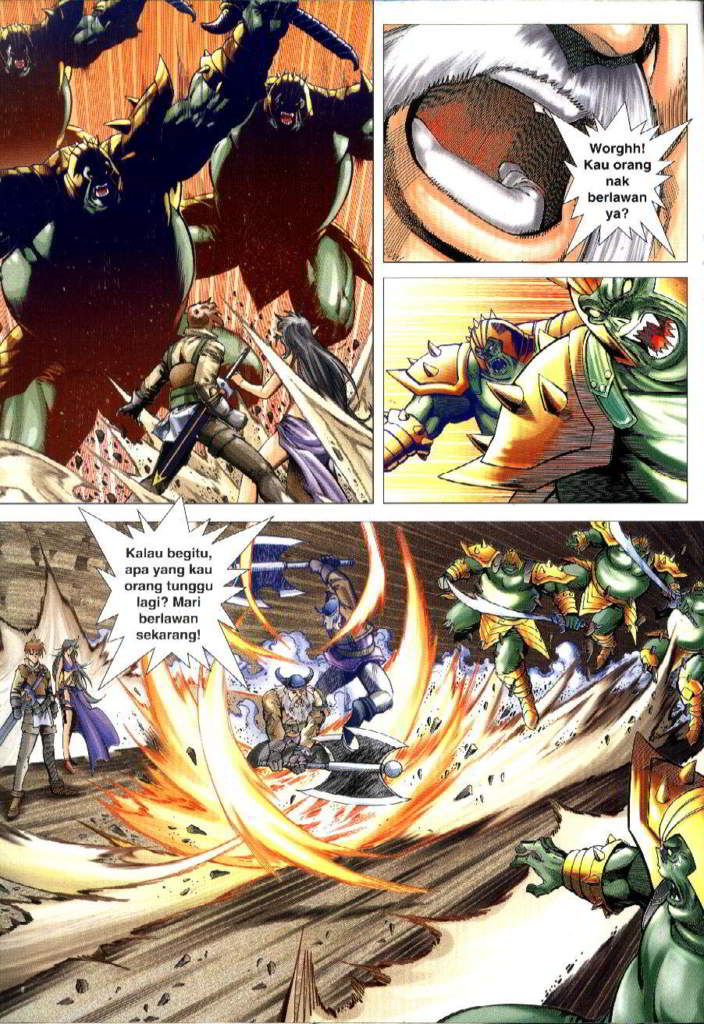 Worghh!
Kau orang
nak
berlawan
ya?
Kalau begitu,
apa yang kau
orang tunggu
lagi? Mari
berlawan
sekarang!